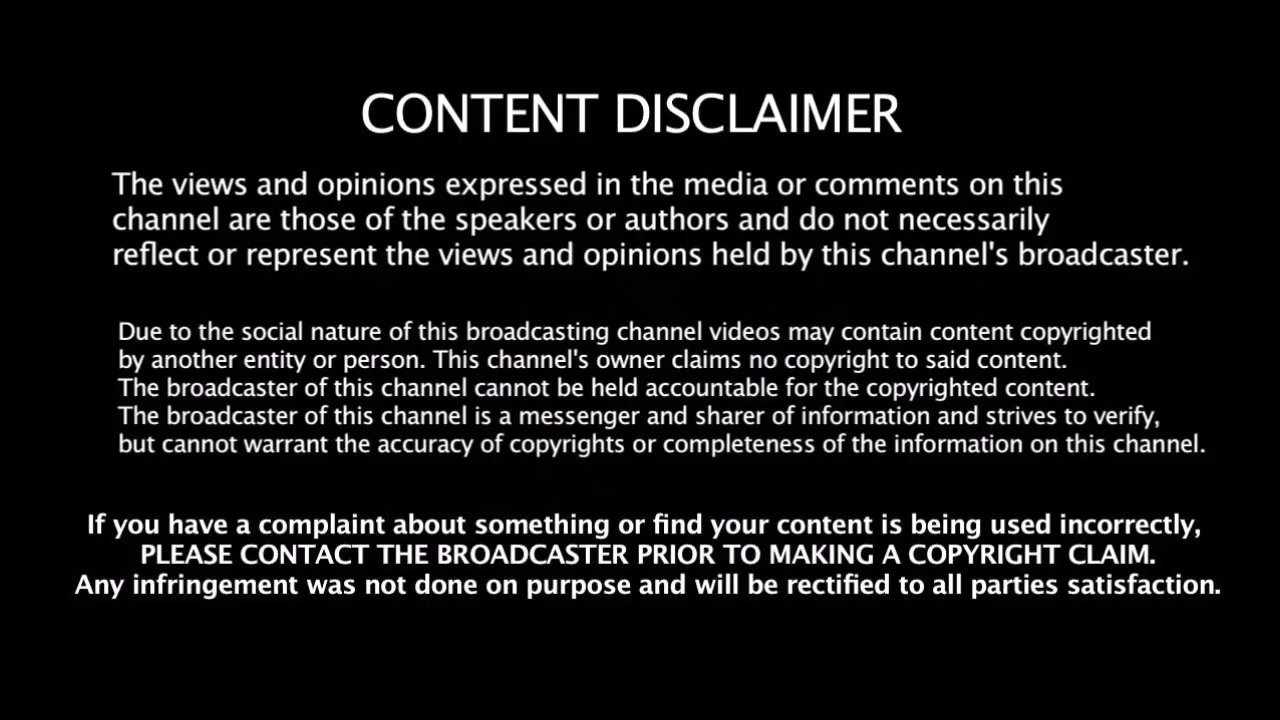 CONTENT DISCLAIMER
The views and opinions expressed in the media or comments on this
channel are those of the speakers or authors and do not necessarily
reflect or represent the views and opinions held by this channel's broadcaster.
Due to the social nature of this broadcasting channel videos may contain content copyrighted
by another entity or person. This channel's owner claims no copyright to said content.
The broadcaster of this channel cannot be held accountable for the copyrighted content.
The broadcaster of this channel is a messenger and sharer of information and strives to verify,
but cannot warrant the accuracy of copyrights or completeness of the information on this channel.
If you have a complaint about something or find your content is being used incorrectly,
PLEASE CONTACT THE BROADCASTER PRIOR TO MAKING A COPYRIGHT CLAIM.
Any infringement was not done on purpose and will be rectified to all parties satisfaction.